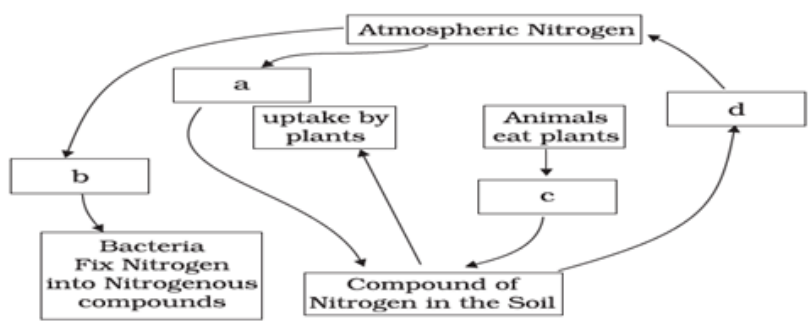 Atmospheric Nitrogen
a
uptake by
plants
Animals
eat plants
d
b
c
Bacteria
Fix Nitrogen
into Nitrogenous
compounds
Compound of
Nitrogen in the Soil